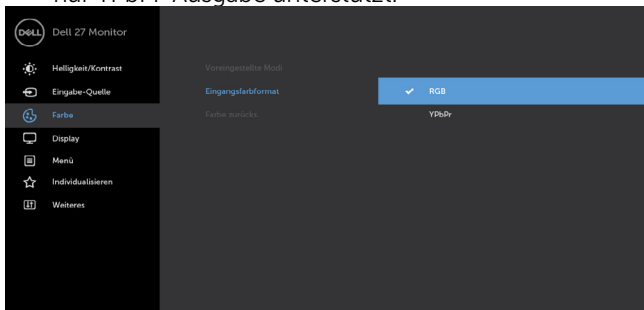 nur YPbPr-Ausgabe unterstützt.
DELL Dell 27 Monitor
Helligkeit/Kontrast
Voreingestellte Modi
Eingabe-Quelle
Eingangsfarbformat
RGB
Farbe
Farbe zurücks
YPbPr
Display
Menü
Individualisieren
Weiteres